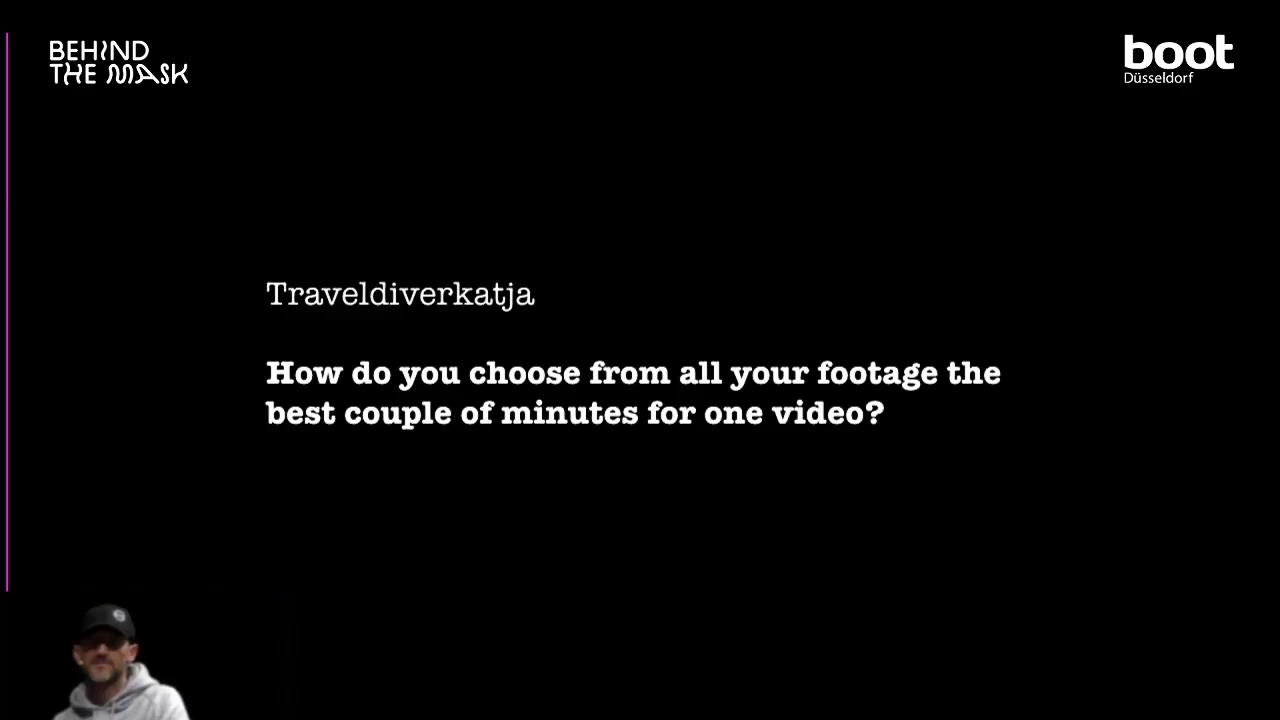 BEHIND
THE MASK
boot
Düsseldorf
Traveldiverkatja
How do you choose from all your footage the
best couple of minutes for one video?